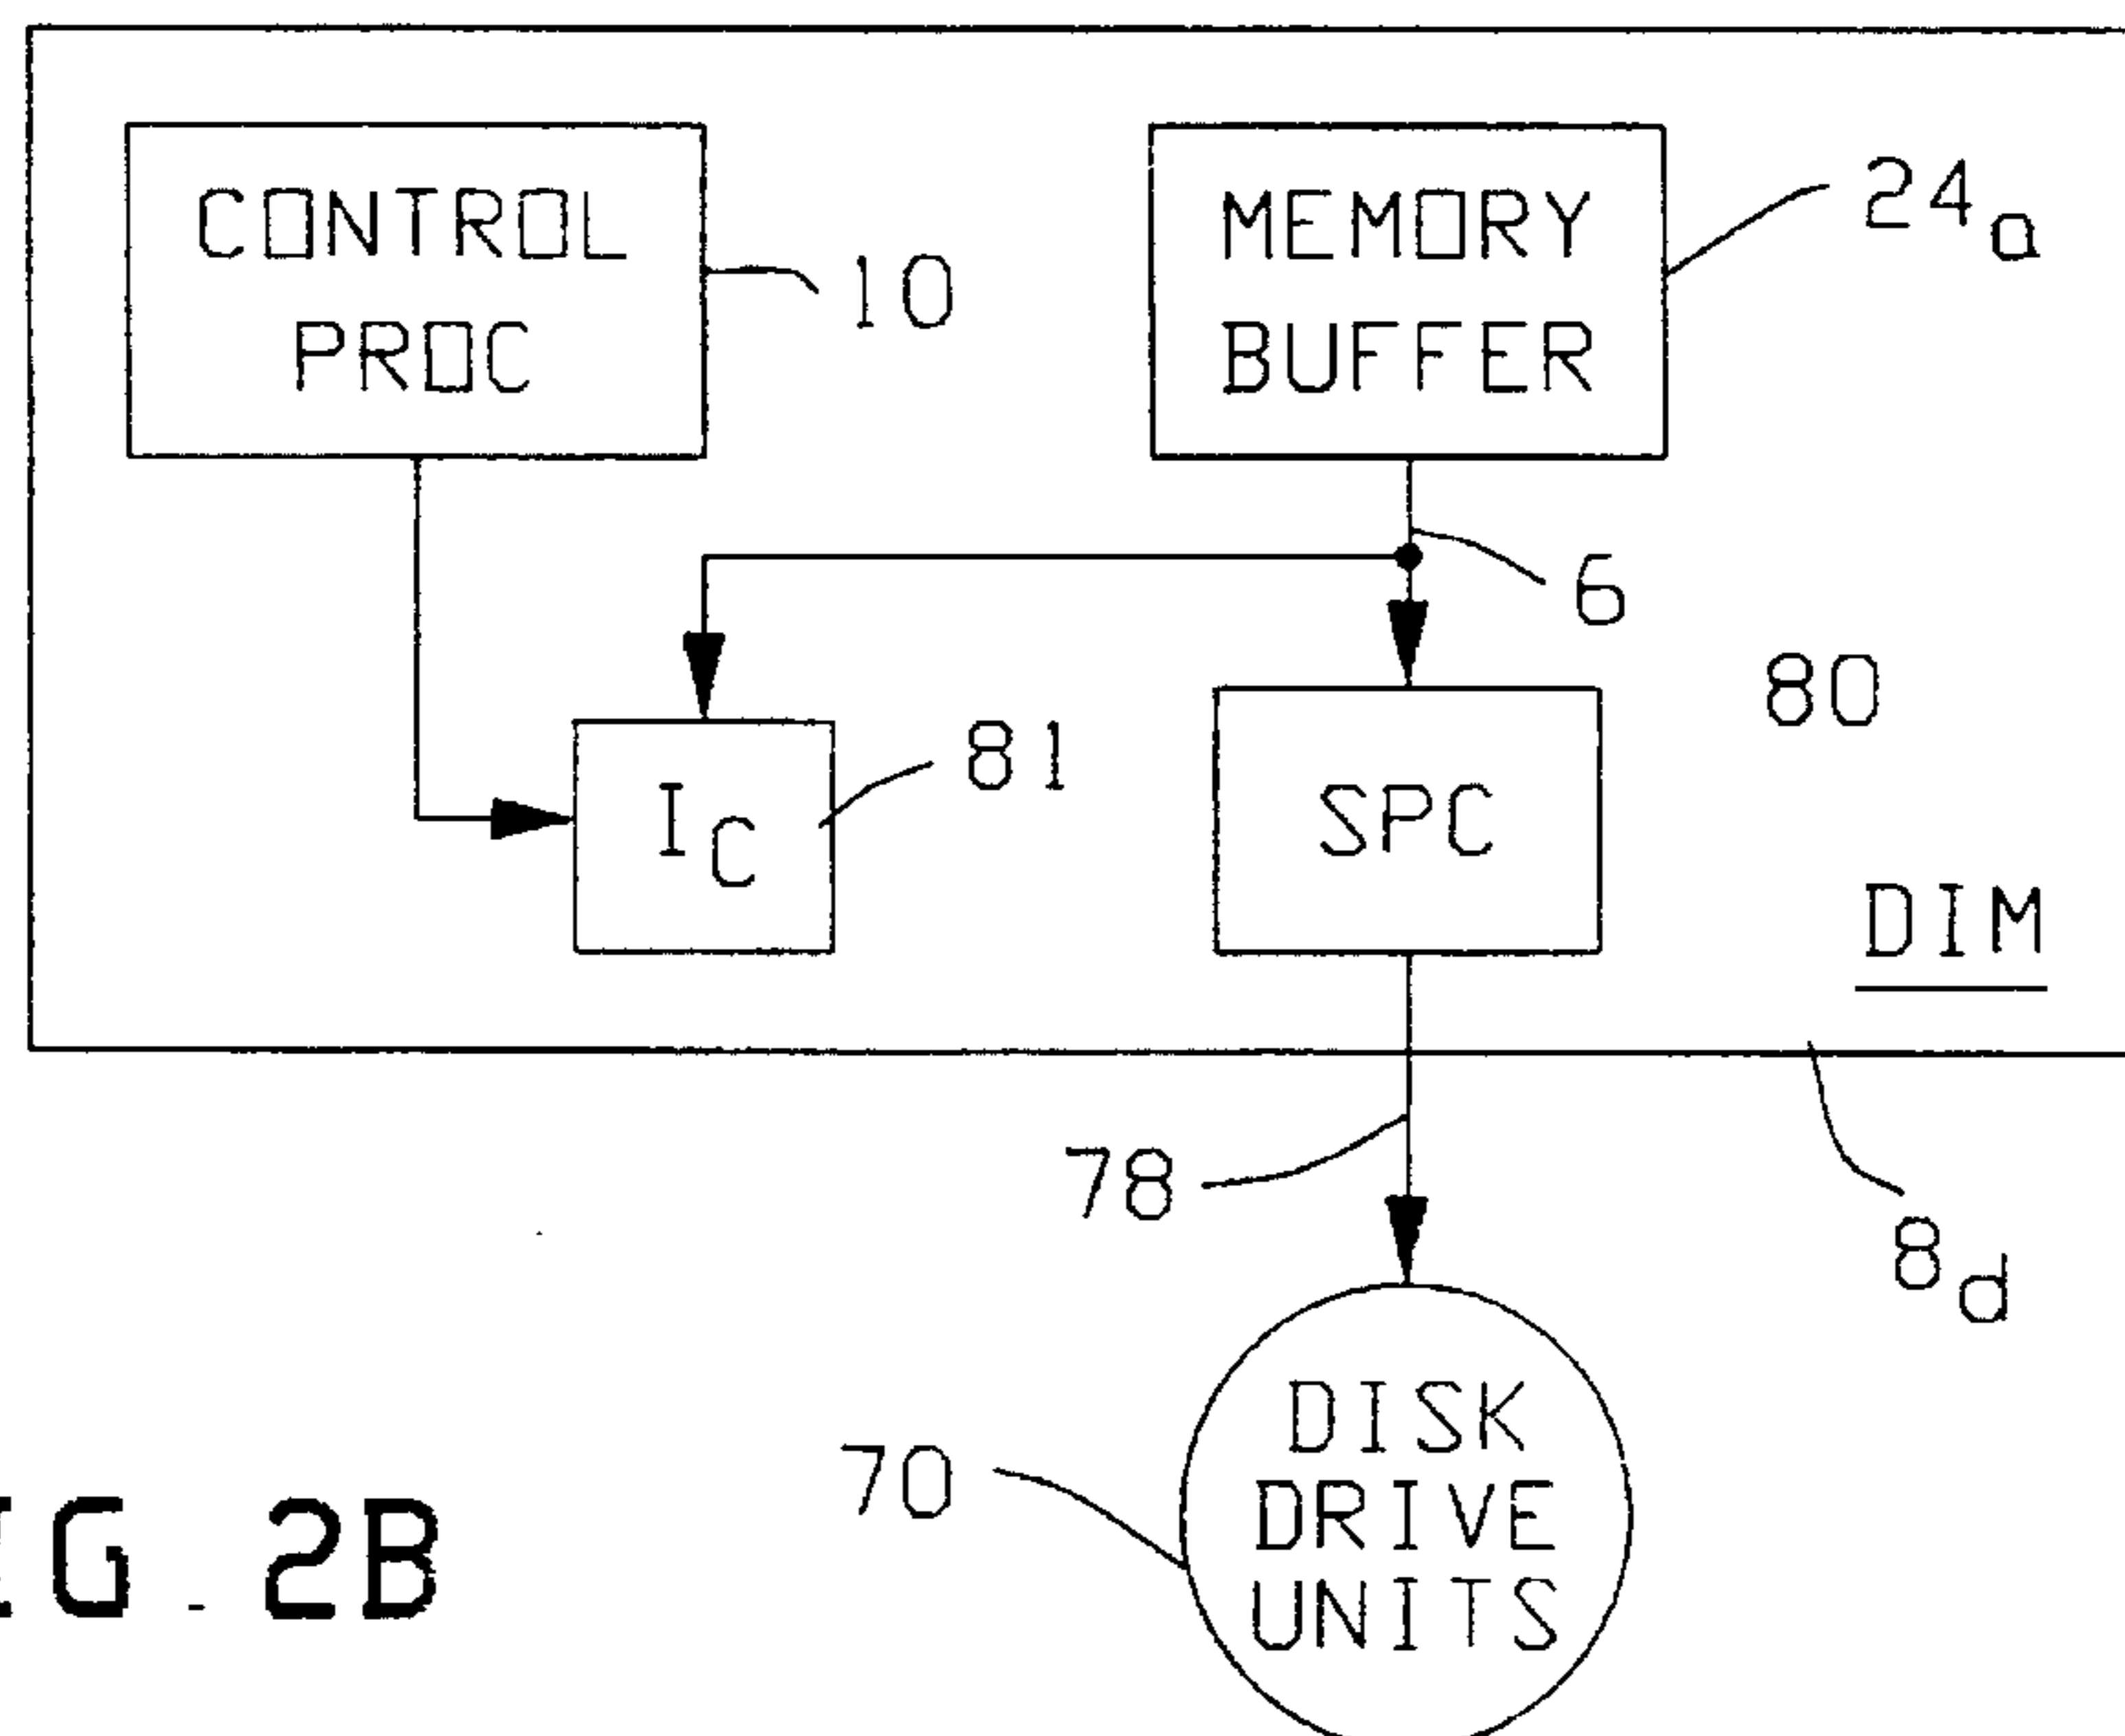 CONTROL
PROC
10
MEMORY
BUFFER
24a
6
80
81
IC
SPC
DIM
78
8d
70
DISK
DRIVE
UNITS
IG. 2B